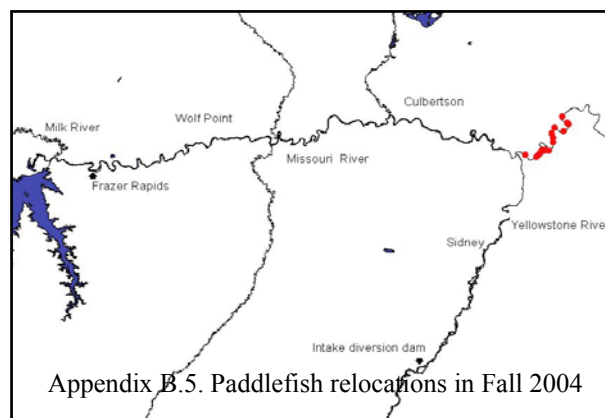 Culbertson
Milk River
Wolf Point
Missouri River
Frazer Rapids
Yellowstone River
Sidney
Intake diversion dam
Appendix B.5. Paddlefish relocations in Fall 2004